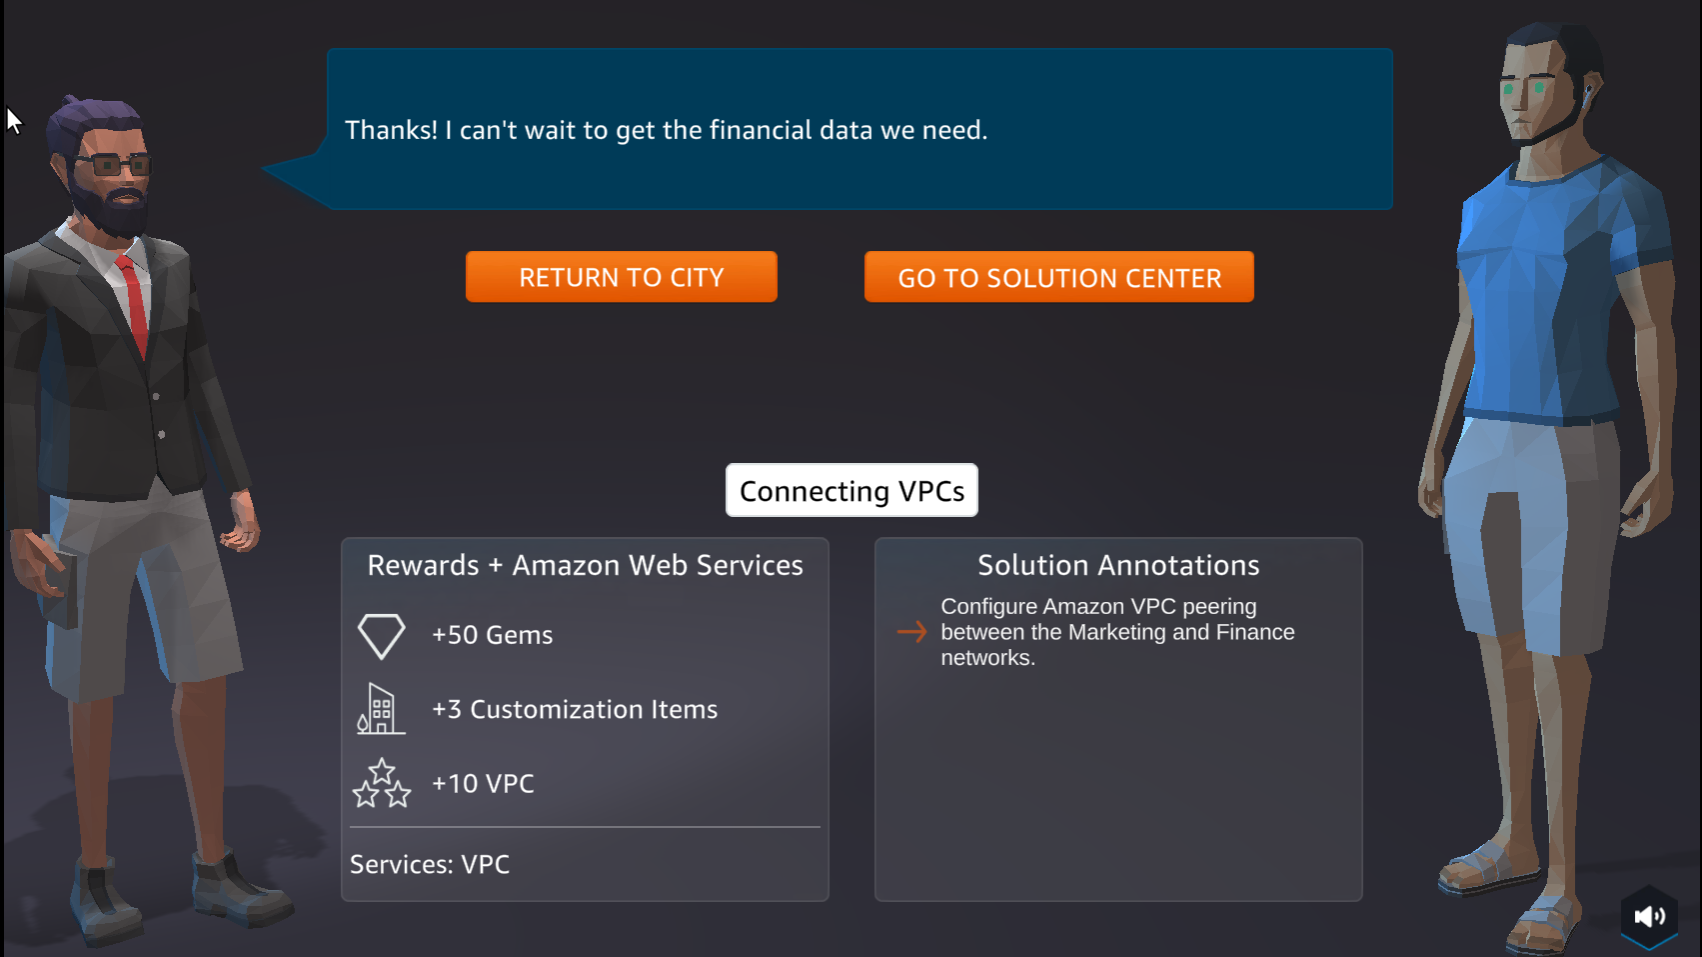 Thanks! I can't wait to get the financial data we need.
RETURN TO CITY
GO TO SOLUTION CENTER
Connecting VPCs
Rewards + Amazon Web Services
+50 Gems
+3 Customization Items
+10 VPC
Services: VPC
Solution Annotations
Configure Amazon VPC peering
between the Marketing and Finance
networks.